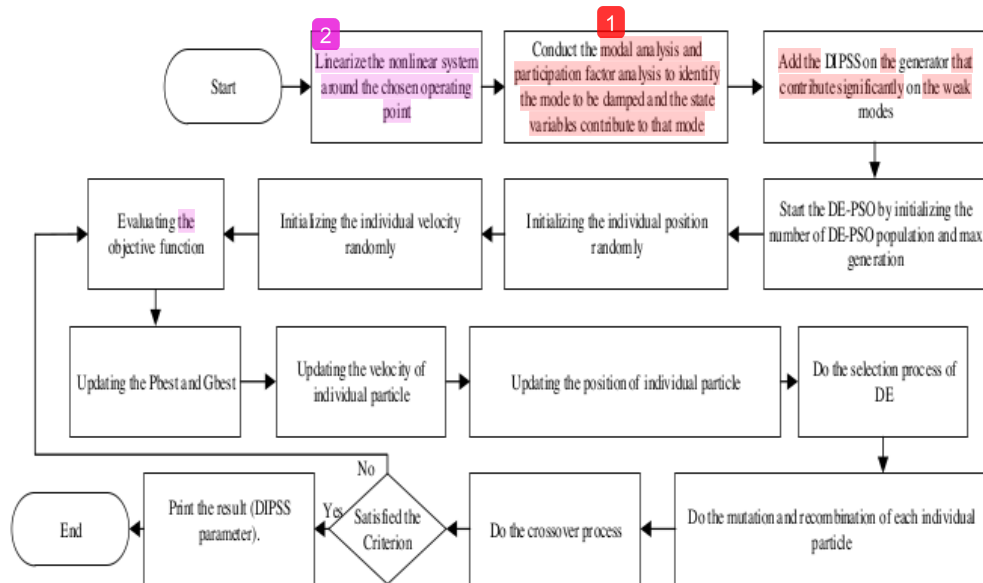 2
1
Start
Linearize the nonlinear system
around the chosen operating
point
Conduct the modal analysis and
participation factor analysis to identify
the mode to be damped and the state
variables contribute to that mode
Add the DIPSS on the generator that
contribute significantly on the weak
modes
Evaluating the
objective function
Initializing the individual velocity
randomly
Initializing the individual position
randomly
Start the DE-PSO by initializing the
number of DE-PSO population and max
generation
Updating the Pbest and Gbest
Updating the velocity of
individual particle
Updating the position of individual particle
Do the selection process of
DE
No
End
Print the result (DIPSS
parameter).
Yes
Satisfied the
Criterion
Do the crossover process
Do the mutation and recombination of each individual
particle